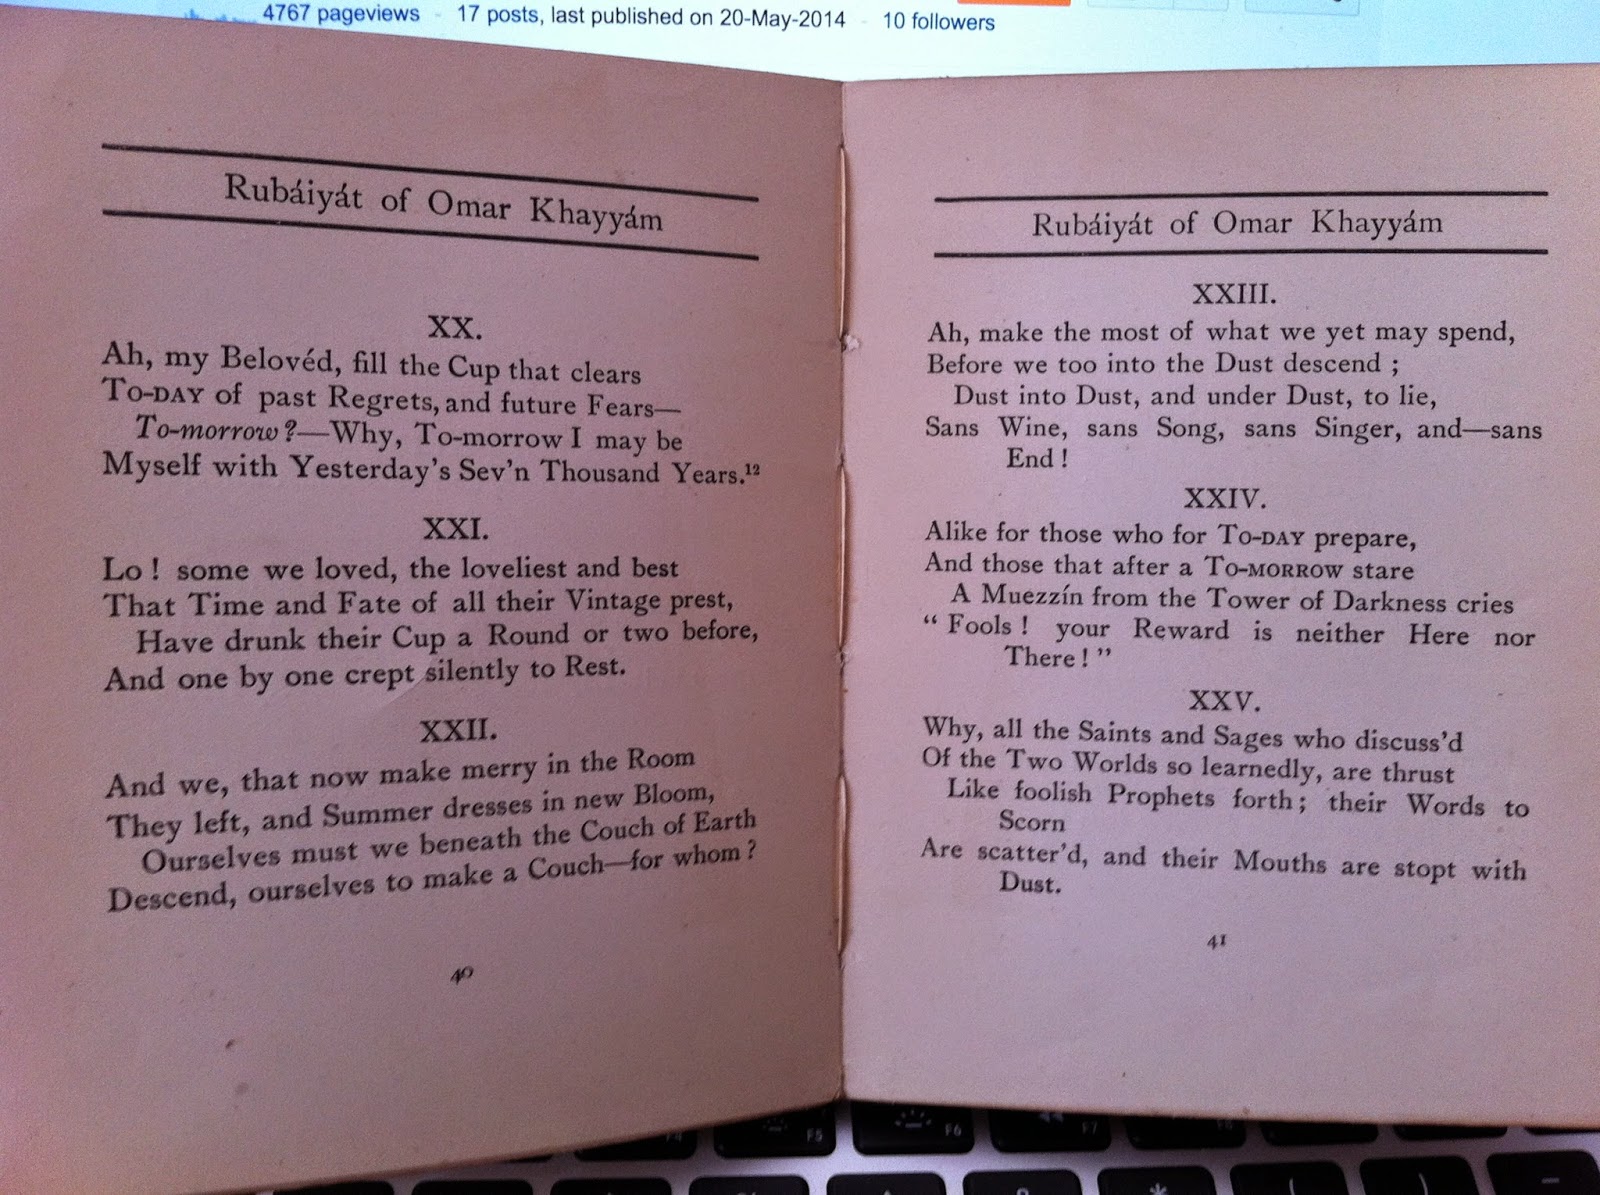 4767 pageviews - 17 posts, last published on 20-May-2014 - 10 followers
Rubáiyát of Omar Khayyám
XX.
Ah, my Belovéd, fill the Cup that clears
To-DAY of past Regrets, and future Fears—
To-morrow?—Why, To-morrow I may be
Myself with Yesterday's Sev'n Thousand Years.¹²
XXI.
Lo! some we loved, the loveliest and best
That Time and Fate of all their Vintage prest,
Have drunk their Cup a Round or two before,
And one by one crept silently to Rest.
XXII.
And we, that now make merry in the Room
They left, and Summer dresses in new Bloom,
Ourselves must we beneath the Couch of Earth
Descend, ourselves to make a Couch—for whom?
40
Rubáiyát of Omar Khayyám
XXIII.
Ah, make the most of what we yet may spend,
Before we too into the Dust descend;
Dust into Dust, and under Dust, to lie,
Sans Wine, sans Song, sans Singer, and—sans
End!
XXIV.
Alike for those who for To-DAY prepare,
And those that after a To-MORROW stare
A Muezzín from the Tower of Darkness cries
"Fools! your Reward is neither Here nor
There!"
XXV.
Why, all the Saints and Sages who discuss'd
Of the Two Worlds so learnedly, are thrust
Like foolish Prophets forth; their Words to
Scorn
Are scatter'd, and their Mouths are stopt with
Dust.
41
F5 F6 F7